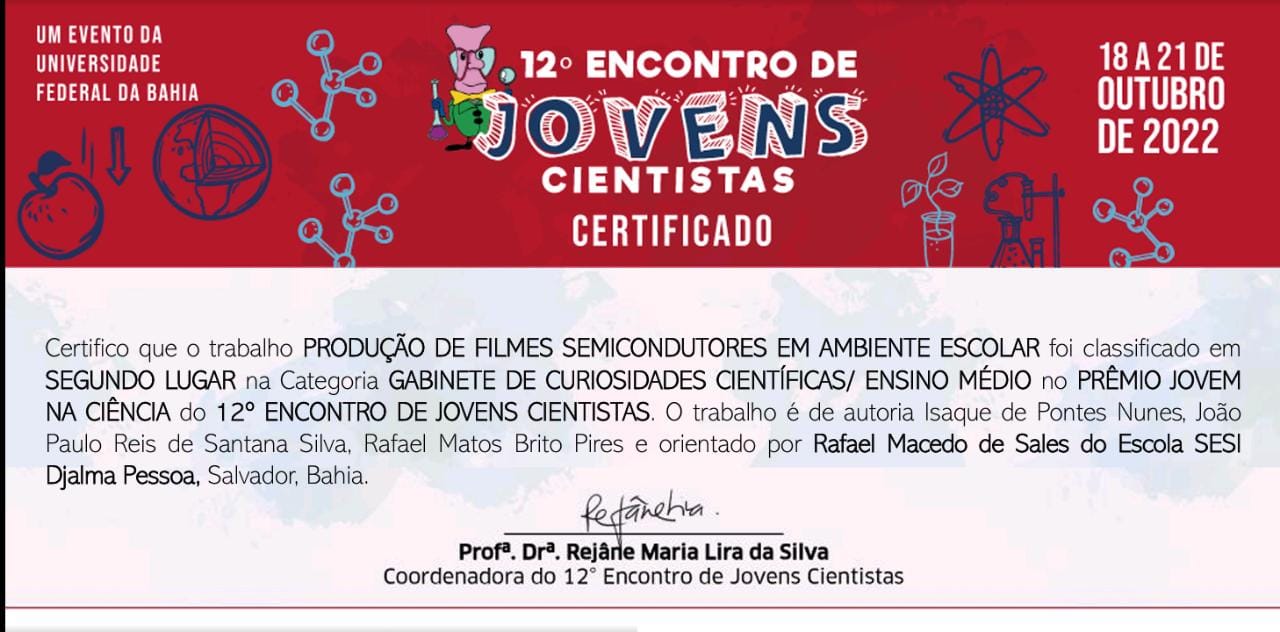 UM EVENTO DA
UNIVERSIDADE
FEDERAL DA BAHIA
12º ENCONTRO DE
JOVENS
CIENTISTAS
CERTIFICADO
18 A 21 DE
OUTUBRO
DE 2022
Certifico que o trabalho PRODUÇÃO DE FILMES SEMICONDUTORES EM AMBIENTE ESCOLAR foi classificado em
SEGUNDO LUGAR na Categoria GABINETE DE CURIOSIDADES CIENTÍFICAS/ ENSINO MÉDIO no PRÊMIO JOVEM
NA CIÊNCIA do 12º ENCONTRO DE JOVENS CIENTISTAS. O trabalho é de autoria Isaque de Pontes Nunes, João
Paulo Reis de Santana Silva, Rafael Matos Brito Pires e orientado por Rafael Macedo de Sales do Escola SESI
Djalma Pessoa, Salvador, Bahia.
Profª. Drª. Rejâne Maria Lira da Silva
Coordenadora do 12° Encontro de Jovens Cientistas